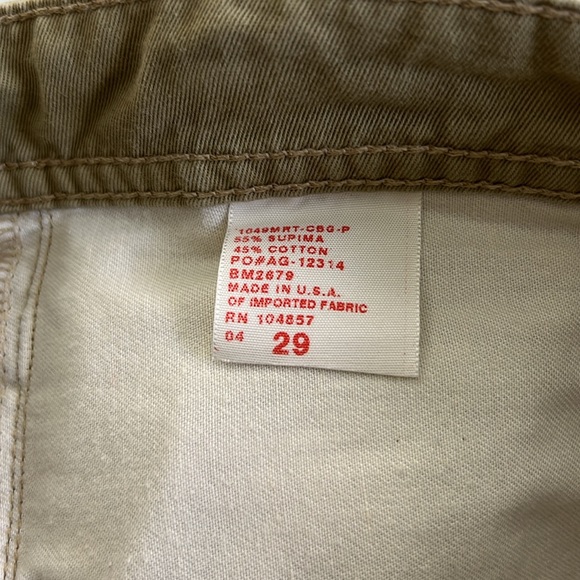 1049MRT-CBG-P
55% SUPIMA
45% COTTON
PO#AG-12314
BM2679
MADE IN U.S.A.
OF IMPORTED FABRIC
RN 104857
04 29